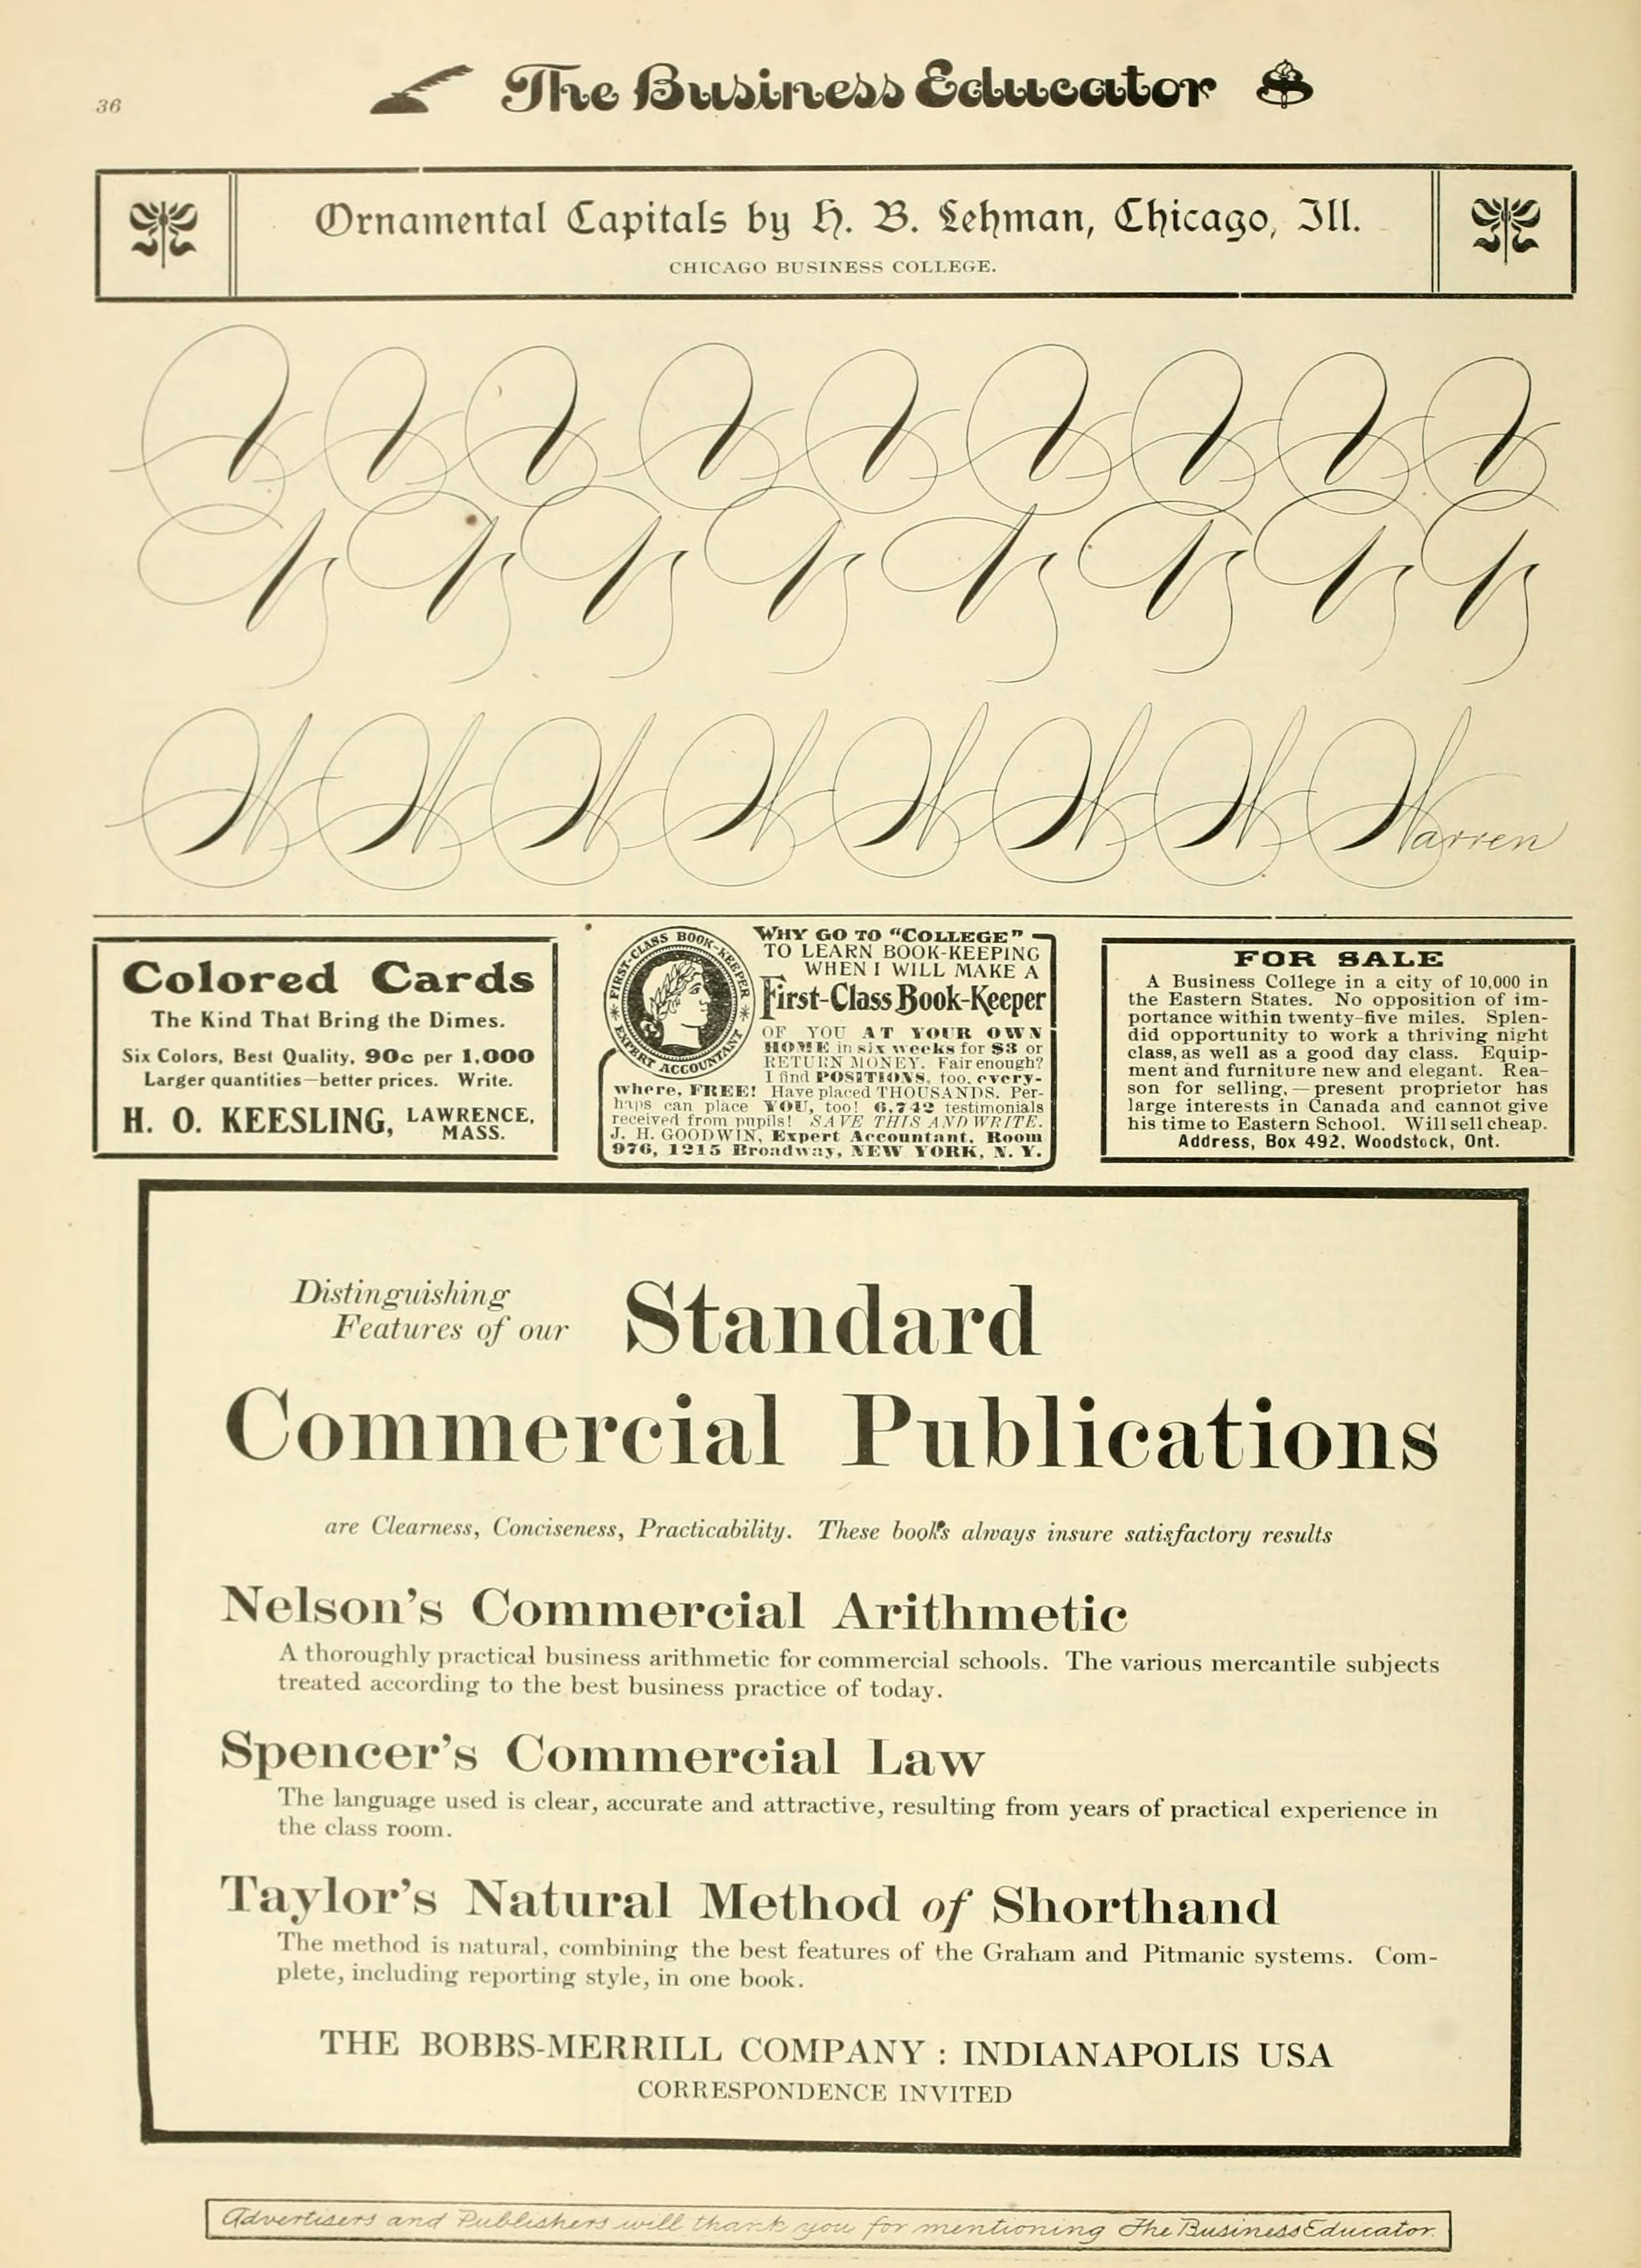 36
The Business Educator
Ornamental Capitals by H. B. Lehman, Chicago, Ill.
CHICAGO BUSINESS COLLEGE.
W W W W W W W Warren
Colored Cards
The Kind That Bring the Dimes.
Six Colors, Best Quality, 90c per 1,000
Larger quantities—better prices. Write.
H. O. KEESLING, LAWRENCE, MASS.
FIRST-CLASS BOOK-KEEPER
EXPERT ACCOUNTANT
WHY GO TO "COLLEGE"
TO LEARN BOOK-KEEPING
WHEN I WILL MAKE A
First-Class Book-Keeper
OF YOU AT YOUR OWN
HOME in six weeks for $3 or
RETURN MONEY. Fair enough?
I find POSITIONS, too, every-
where, FREE! Have placed THOUSANDS. Per-
haps can place YOU, too! 6,742 testimonials
received from pupils! SAVE THIS AND WRITE.
J. H. GOODWIN, Expert Accountant, Room
976, 1215 Broadway, NEW YORK, N. Y.
FOR SALE
A Business College in a city of 10,000 in
the Eastern States. No opposition of im-
portance within twenty-five miles. Splen-
did opportunity to work a thriving night
class, as well as a good day class. Equip-
ment and furniture new and elegant. Rea-
son for selling,—present proprietor has
large interests in Canada and cannot give
his time to Eastern School. Will sell cheap.
Address, Box 492, Woodstock, Ont.
Distinguishing
Features of our Standard
Commercial Publications
are Clearness, Conciseness, Practicability. These books always insure satisfactory results
Nelson's Commercial Arithmetic
A thoroughly practical business arithmetic for commercial schools. The various mercantile subjects
treated according to the best business practice of today.
Spencer's Commercial Law
The language used is clear, accurate and attractive, resulting from years of practical experience in
the class room.
Taylor's Natural Method of Shorthand
The method is natural, combining the best features of the Graham and Pitmanic systems. Com-
plete, including reporting style, in one book.
THE BOBBS-MERRILL COMPANY : INDIANAPOLIS USA
CORRESPONDENCE INVITED
Advertisers and Publishers will thank you for mentioning The Business Educator.